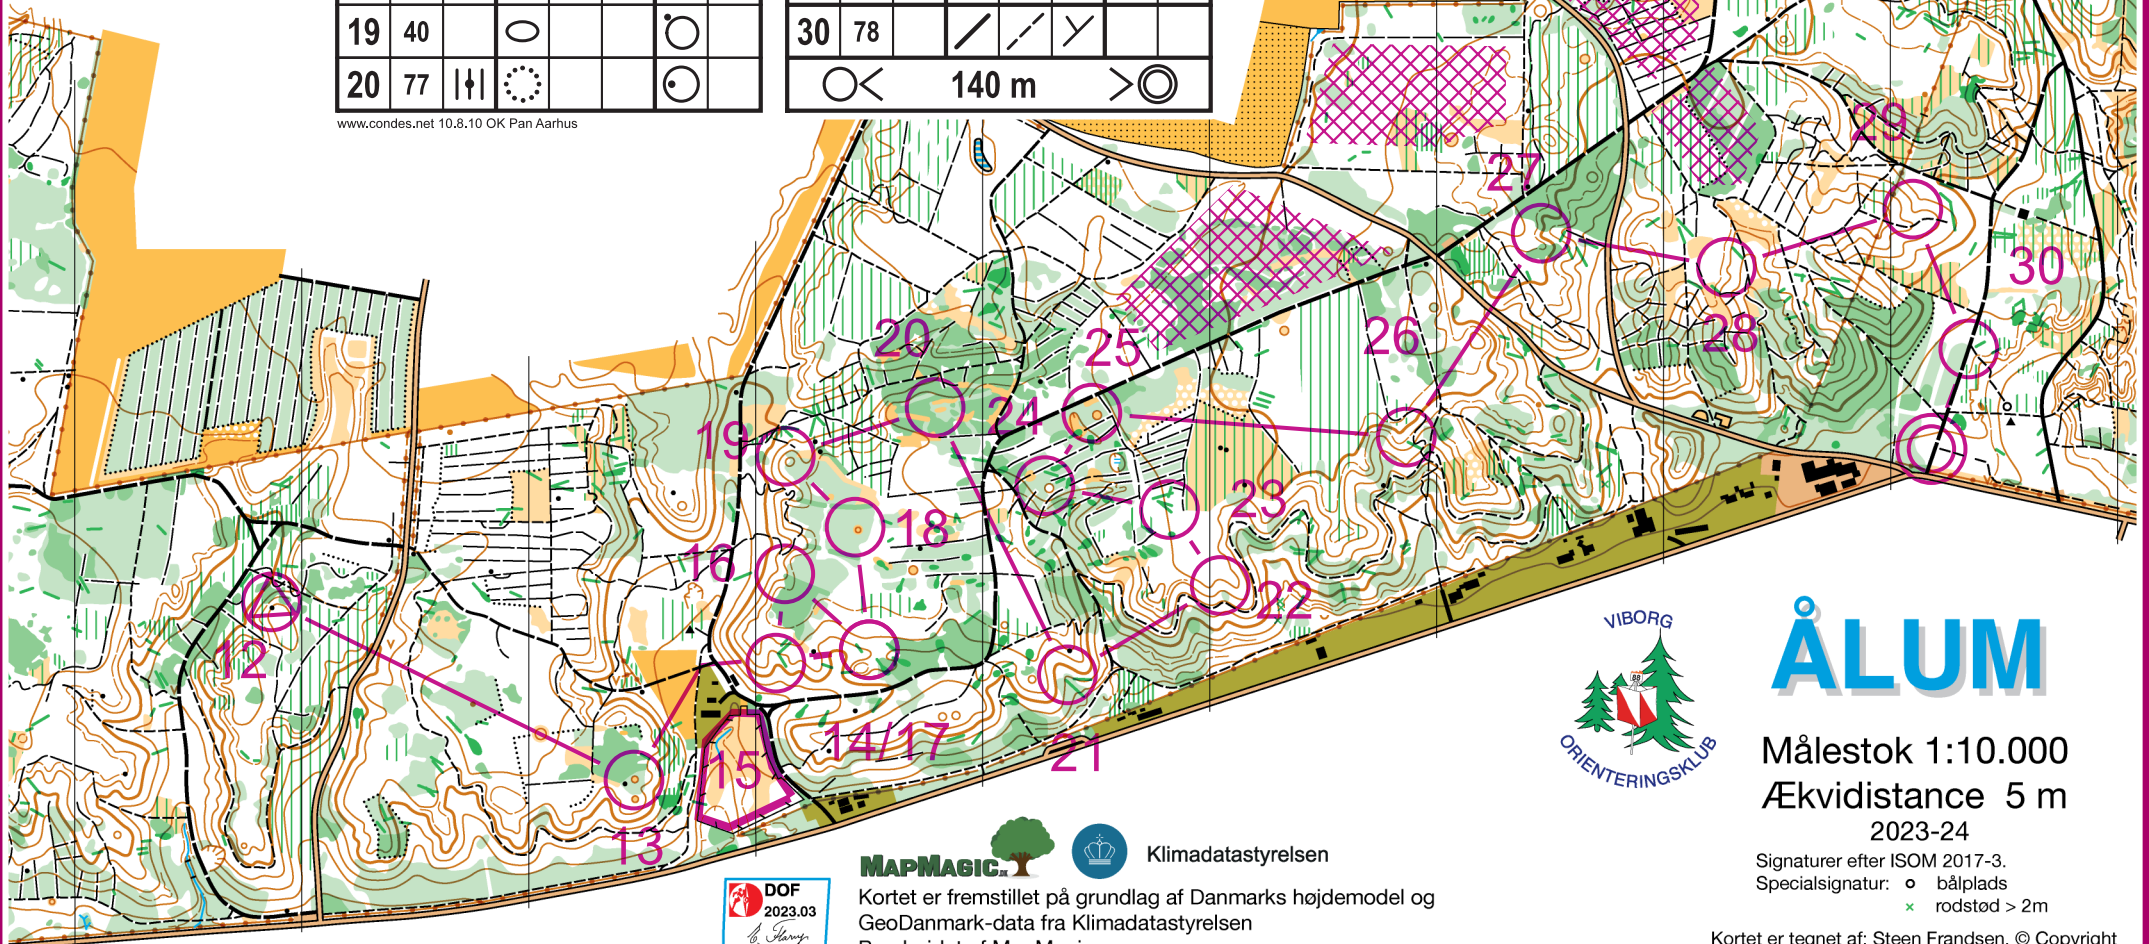 19 40
20 77
30 78
140 m
www.condes.net 10.8.10 OK Pan Aarhus
29
27
30
20
25
26
28
24
19
23
18
16
22
12
14/17
15
21
13
VIBORG
88
ORIENTERINGSKLUB
ÅLUM
Målestok 1:10.000
Ækvidistance 5 m
2023-24
Signaturer efter ISOM 2017-3.
Specialsignatur: bålplads
rodstød > 2m
MAPMAGIC
Klimadatastyrelsen
DOF
2023.03
Kortet er fremstillet på grundlag af Danmarks højdemodel og
GeoDanmark-data fra Klimadatastyrelsen
Kortet er tegnet af: Steen Frandsen. © Copyright